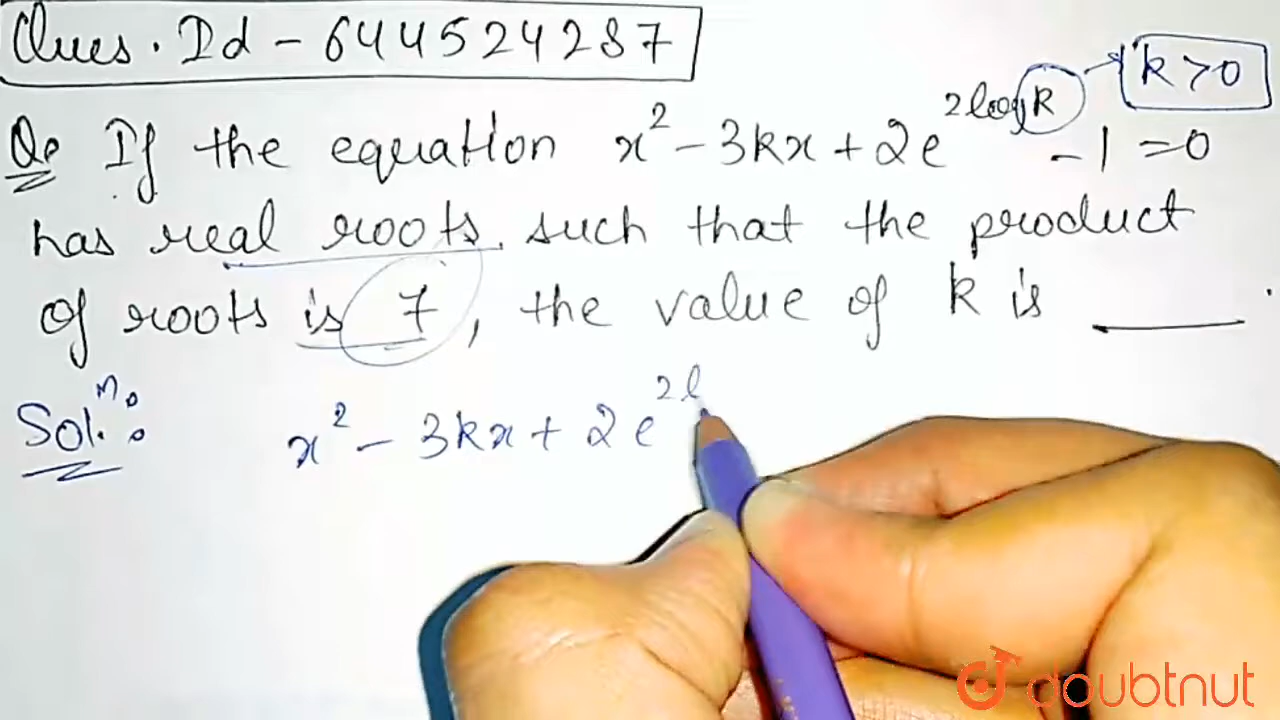 Ques. Id - 644524287
k>0
Q. If the equation x² - 3kx + 2e^{2logk} - 1 = 0
has real roots such that the product
of roots is 7, the value of k is ____.
Sol.ⁿ: x² - 3kx + 2e^{2l
doubtnut